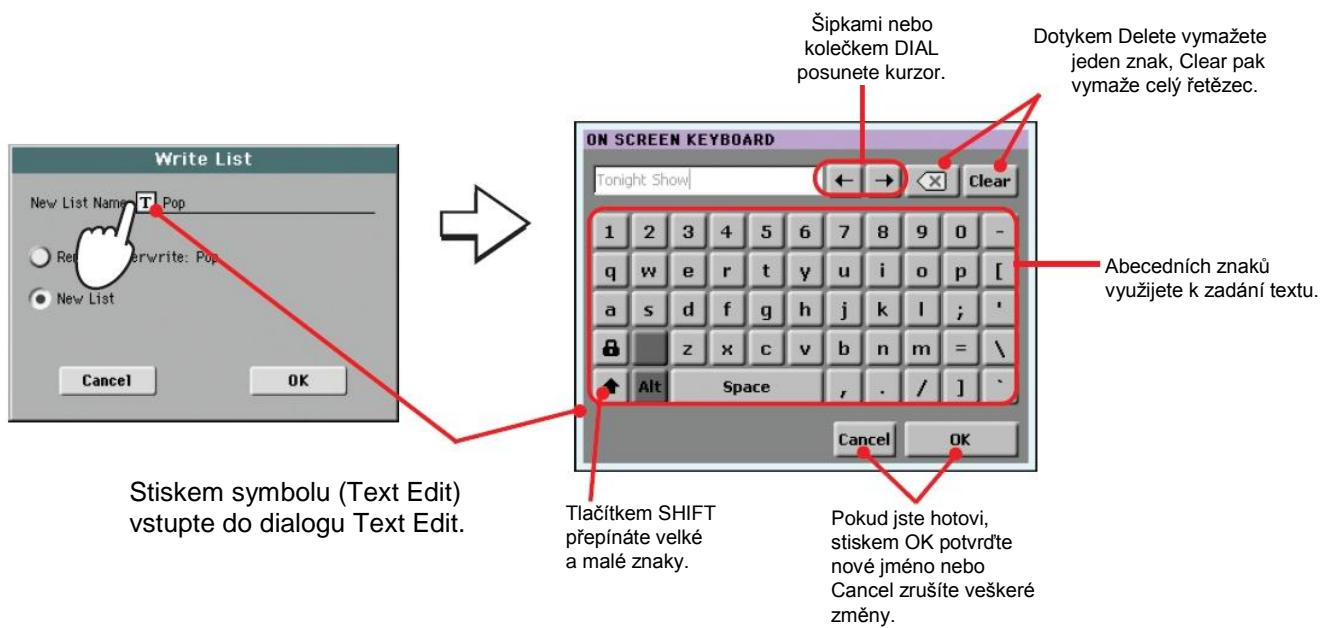 Šipkami nebo
kolečkem DIAL
posunete kurzor.
Dotykem Delete vymažete
jeden znak, Clear pak
vymaže celý řetězec.
Write List
New List Name T Pop
Re erwrite: Pop
New List
Cancel OK
ON SCREEN KEYBOARD
Tonight Show ← → Clear
1 2 3 4 5 6 7 8 9 0 -
q w e r t y u i o p [
a s d f g h j k l ; '
z x c v b n m = \
Alt Space , . / ] `
Cancel OK
Abecedních znaků
využijete k zadání textu.
Stiskem symbolu (Text Edit)
vstupte do dialogu Text Edit.
Tlačítkem SHIFT
přepínáte velké
a malé znaky.
Pokud jste hotovi,
stiskem OK potvrďte
nové jméno nebo
Cancel zrušíte veškeré
změny.